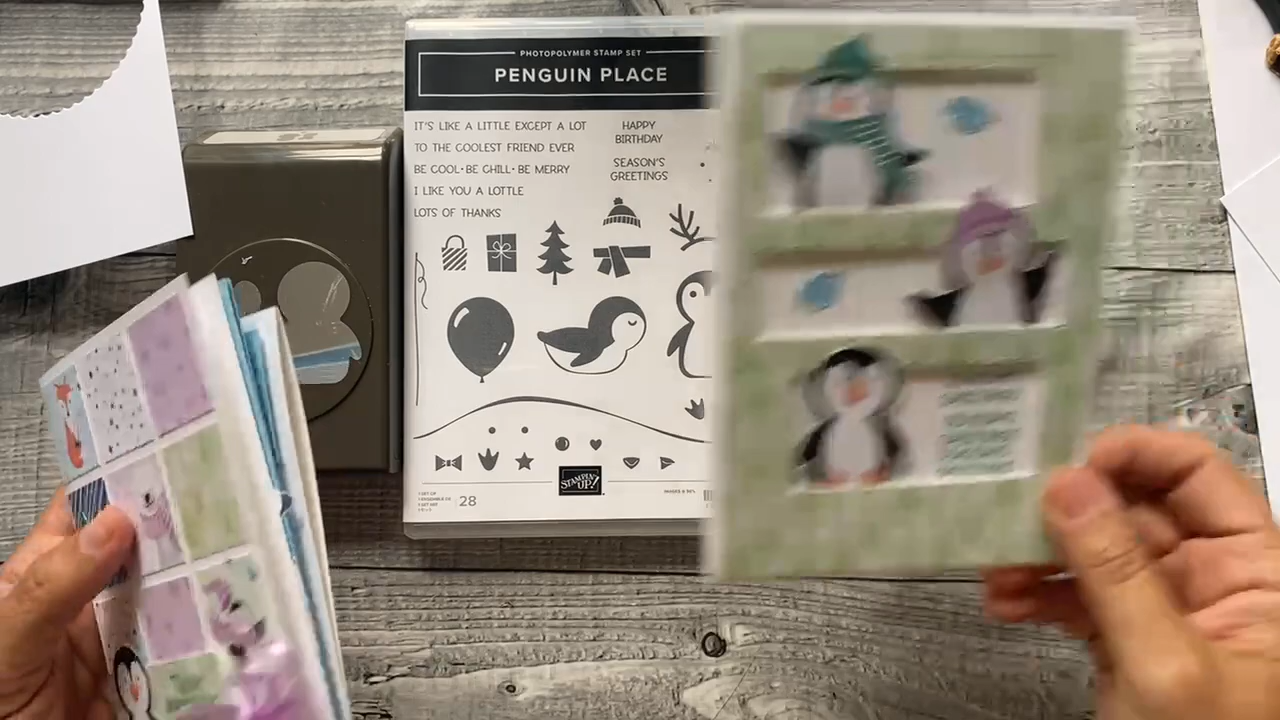 PHOTOPOLYMER STAMP SET
PENGUIN PLACE
IT'S LIKE A LITTLE EXCEPT A LOT
TO THE COOLEST FRIEND EVER
BE COOL • BE CHILL • BE MERRY
I LIKE YOU A LOTTLE
LOTS OF THANKS
HAPPY
BIRTHDAY
SEASON'S
GREETINGS
STAMPIN'
UP!
28